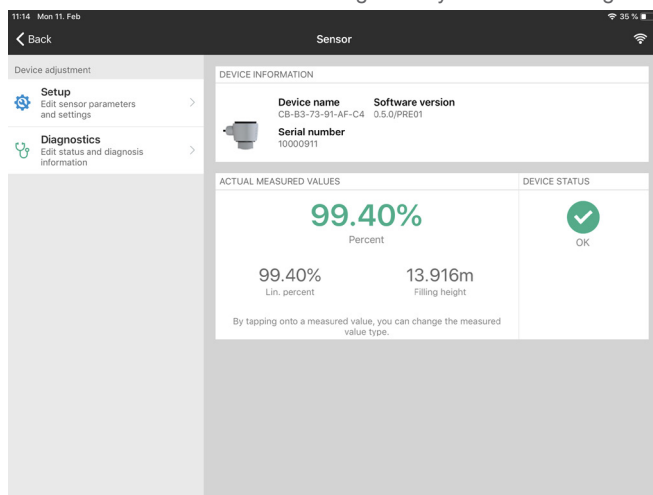 11:14 Mon 11. Feb
35 %
Back
Sensor
Device adjustment
Setup
Edit sensor parameters
and settings
Diagnostics
Edit status and diagnosis
information
DEVICE INFORMATION
Device name Software version
CB-B3-73-91-AF-C4 0.5.0/PRE01
Serial number
10000911
ACTUAL MEASURED VALUES
DEVICE STATUS
99.40%
Percent
OK
99.40% 13.916m
Lin. percent Filling height
By tapping onto a measured value, you can change the measured
value type.